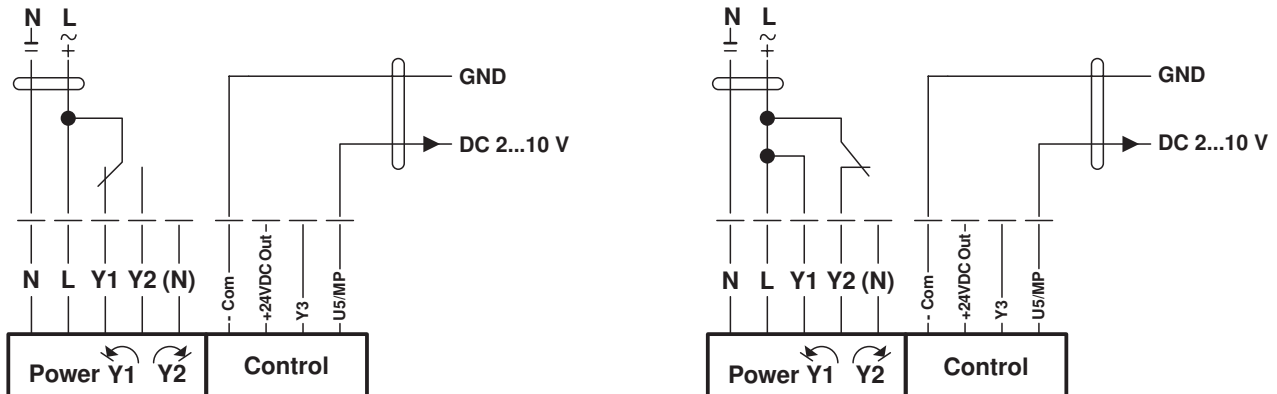 N L
⊥ ~
= +
GND
DC 2...10 V
N L Y1 Y2 (N)
- Com
+24VDC Out
Y3
U5/MP
Power Y1 Y2
Control
N L
⊥ ~
= +
GND
DC 2...10 V
N L Y1 Y2 (N)
- Com
+24VDC Out
Y3
U5/MP
Power Y1 Y2
Control